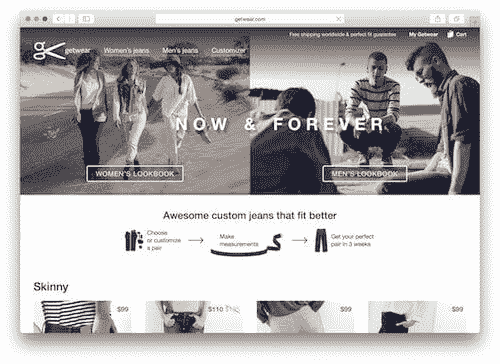 getwear.com
Free shipping worldwide & perfect fit guarantee My Getwear Cart
getwear Women's jeans Men's jeans Customizer
NOW & FOREVER
WOMEN'S LOOKBOOK MEN'S LOOKBOOK
Awesome custom jeans that fit better
Choose
or customize
a pair
Make
measurements
Get your perfect
pair in 3 weeks
Skinny
$99 $110 $99 $99